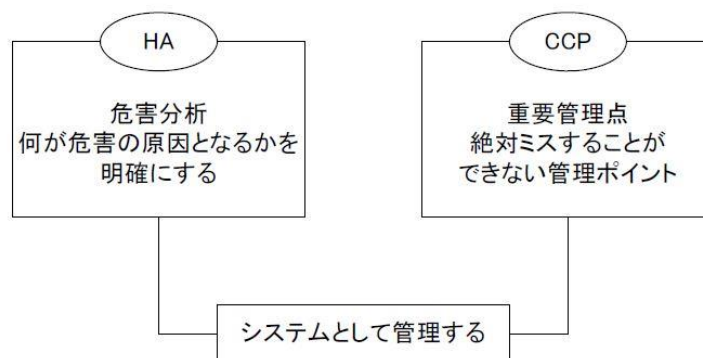 HA
危害分析
何が危害の原因となるかを
明確にする
CCP
重要管理点
絶対ミスすることが
できない管理ポイント
システムとして管理する